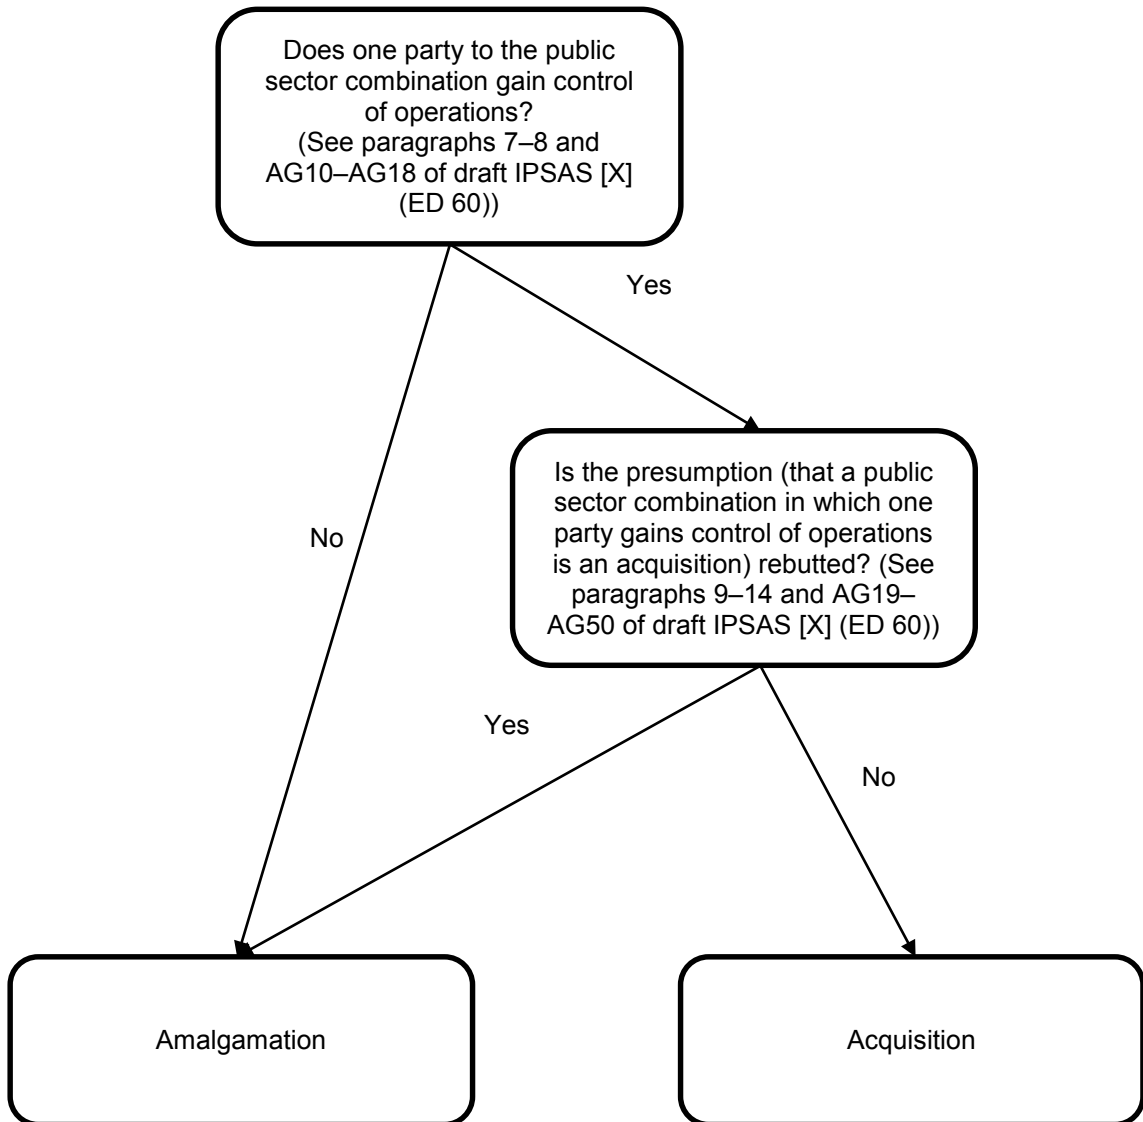 Does one party to the public
sector combination gain control
of operations?
(See paragraphs 7–8 and
AG10–AG18 of draft IPSAS [X]
(ED 60))
Yes
No
Is the presumption (that a public
sector combination in which one
party gains control of operations
is an acquisition) rebutted? (See
paragraphs 9–14 and AG19–
AG50 of draft IPSAS [X] (ED 60))
Yes
No
Amalgamation
Acquisition